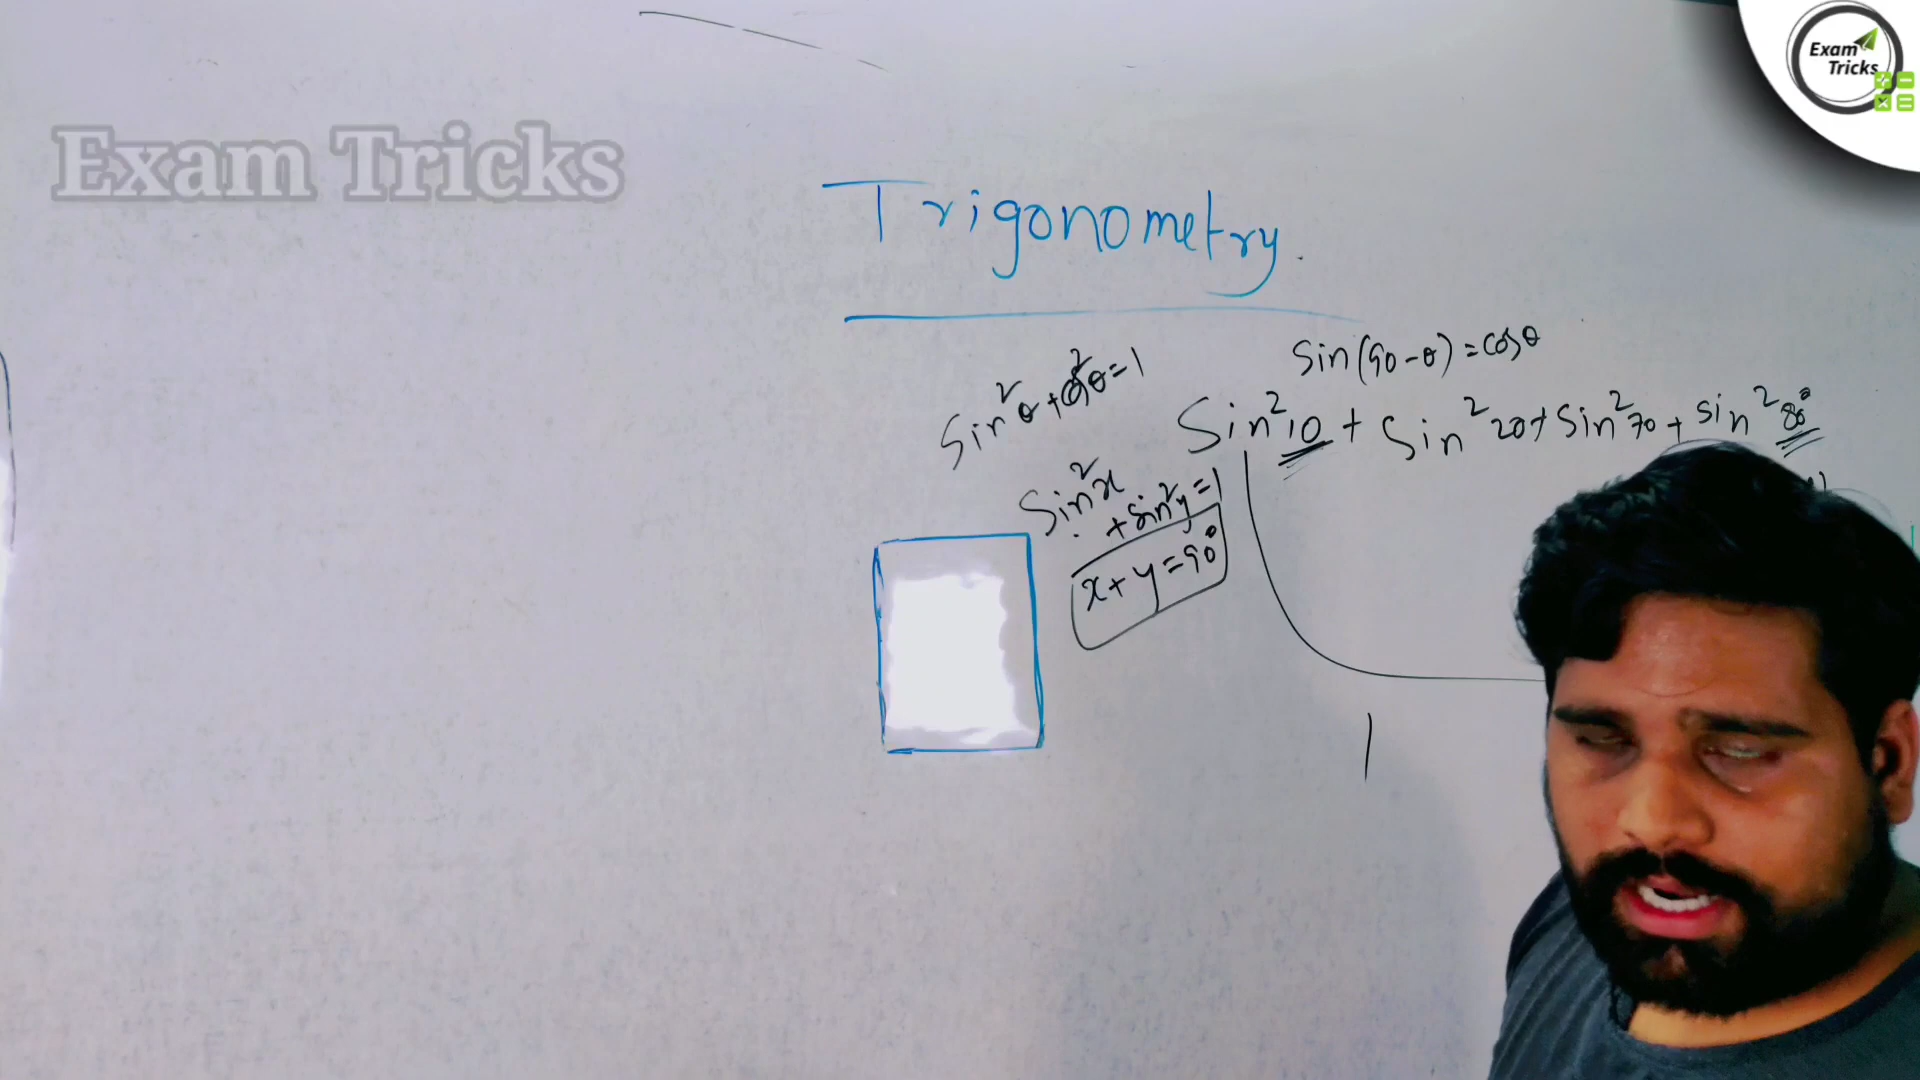 Exam
Tricks
Exam Tricks
Trigonometry.
sin(90-θ)=cosθ
sin²θ+cos²θ=1
Sin²10 + Sin²20 + Sin²70 + Sin²80°
Sin²x
+ Sin²y=1
x+y=90°
1